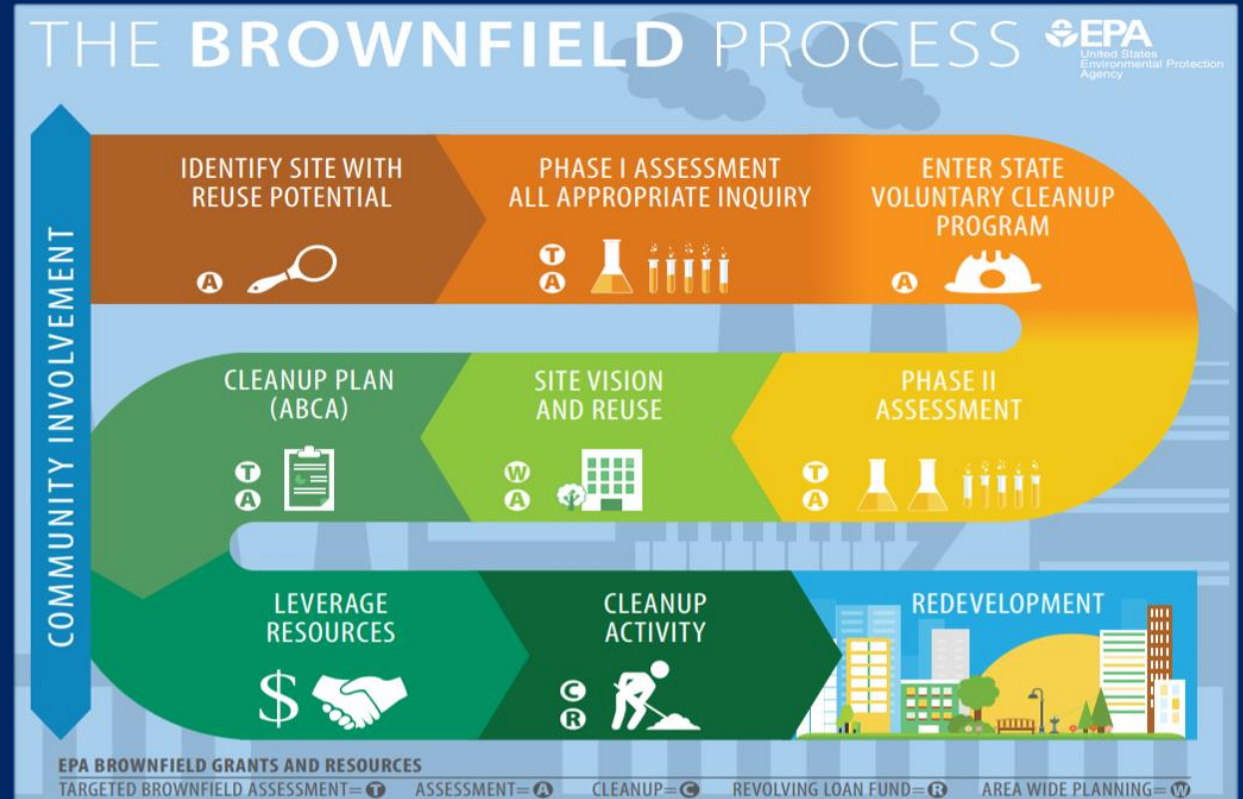 THE BROWNFIELD PROCESS
EPA
United States
Environmental Protection
Agency
COMMUNITY INVOLVEMENT
IDENTIFY SITE WITH
REUSE POTENTIAL
A
PHASE I ASSESSMENT
ALL APPROPRIATE INQUIRY
T
A
ENTER STATE
VOLUNTARY CLEANUP
PROGRAM
A
PHASE II
ASSESSMENT
T
A
SITE VISION
AND REUSE
W
A
CLEANUP PLAN
(ABCA)
T
A
LEVERAGE
RESOURCES
$
CLEANUP
ACTIVITY
C
R
REDEVELOPMENT
EPA BROWNFIELD GRANTS AND RESOURCES
TARGETED BROWNFIELD ASSESSMENT=T ASSESSMENT=A CLEANUP=C REVOLVING LOAN FUND=R AREA WIDE PLANNING=W